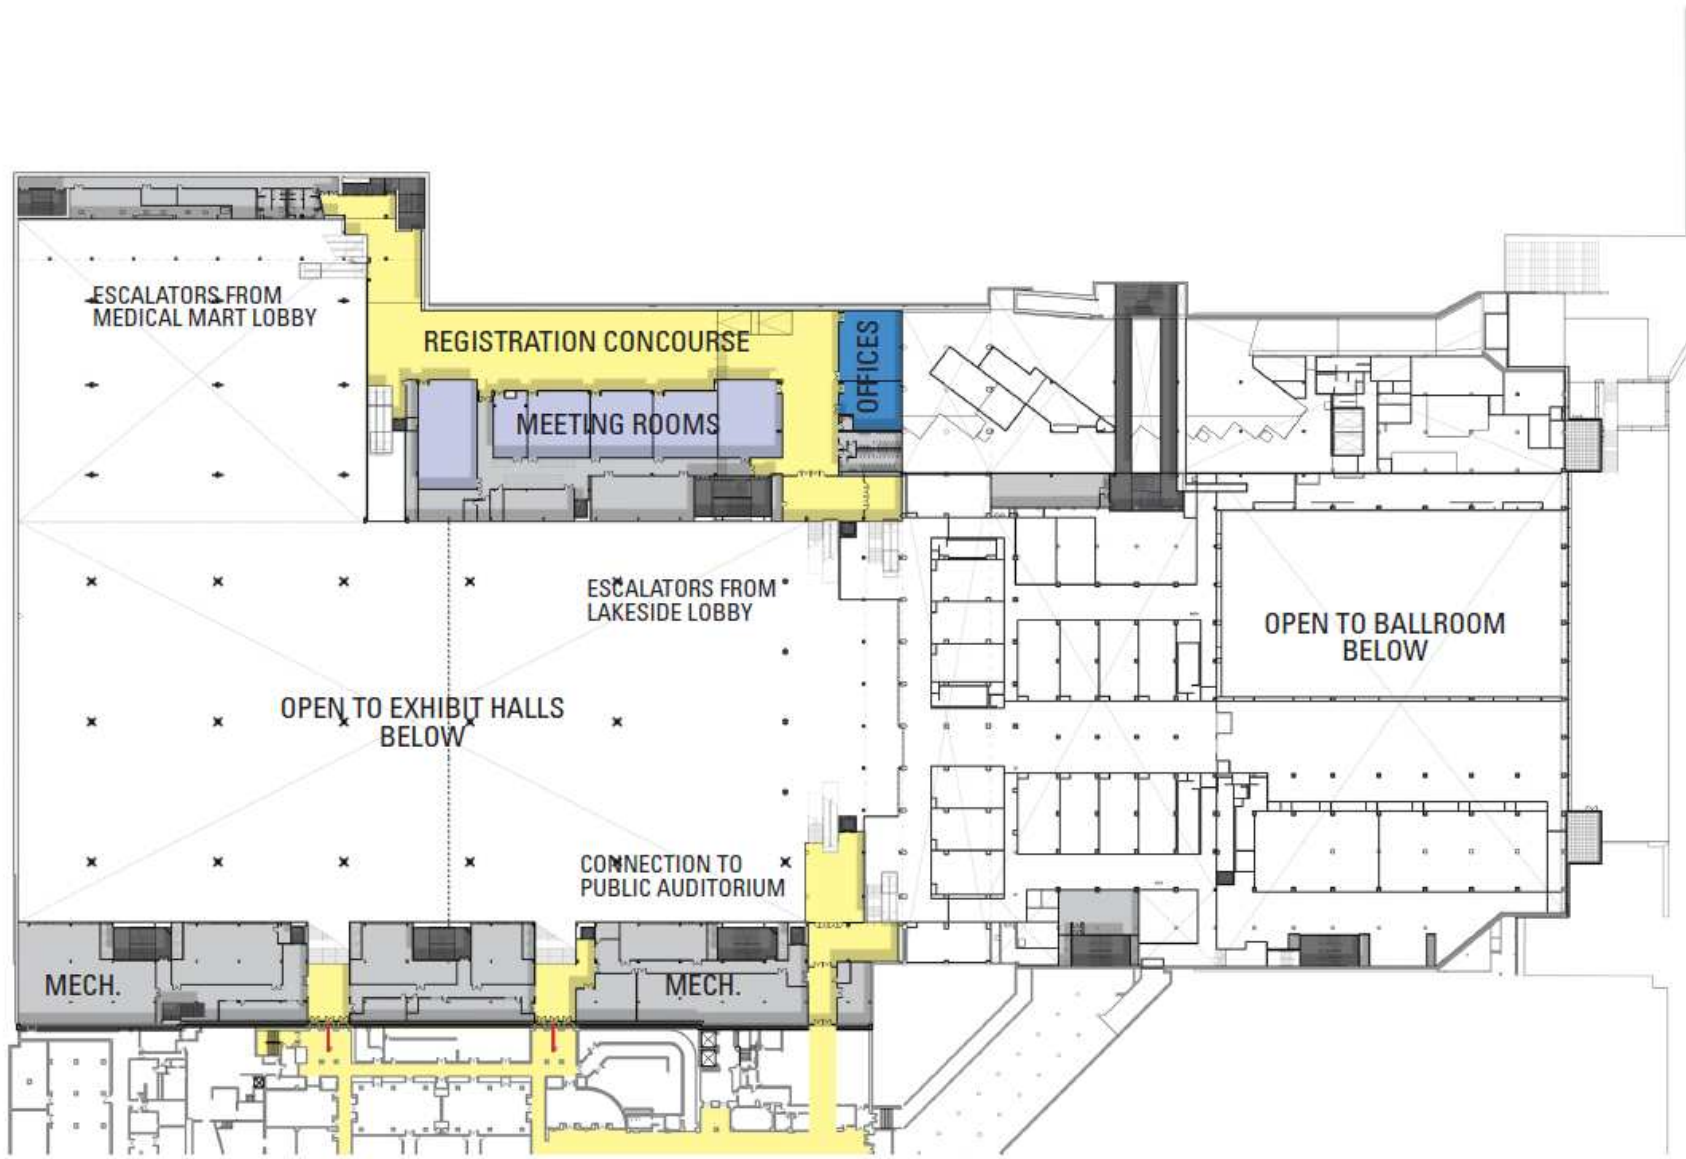 ESCALATORS FROM
MEDICAL MART LOBBY
REGISTRATION CONCOURSE
OFFICES
MEETING ROOMS
ESCALATORS FROM
LAKESIDE LOBBY
OPEN TO BALLROOM
BELOW
OPEN TO EXHIBIT HALLS
BELOW
CONNECTION TO
PUBLIC AUDITORIUM
MECH.
MECH.